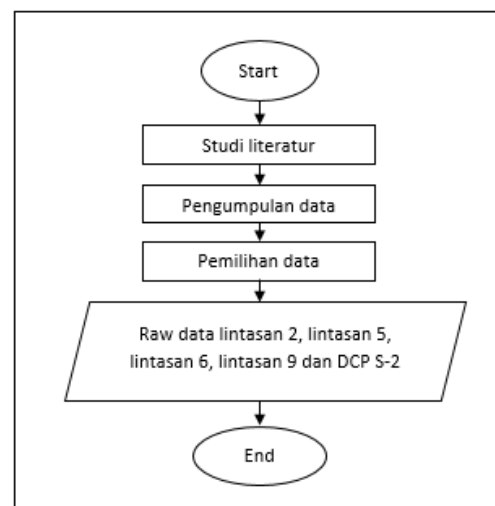 Start
Studi literatur
Pengumpulan data
Pemilihan data
Raw data lintasan 2, lintasan 5,
lintasan 6, lintasan 9 dan DCP S-2
End